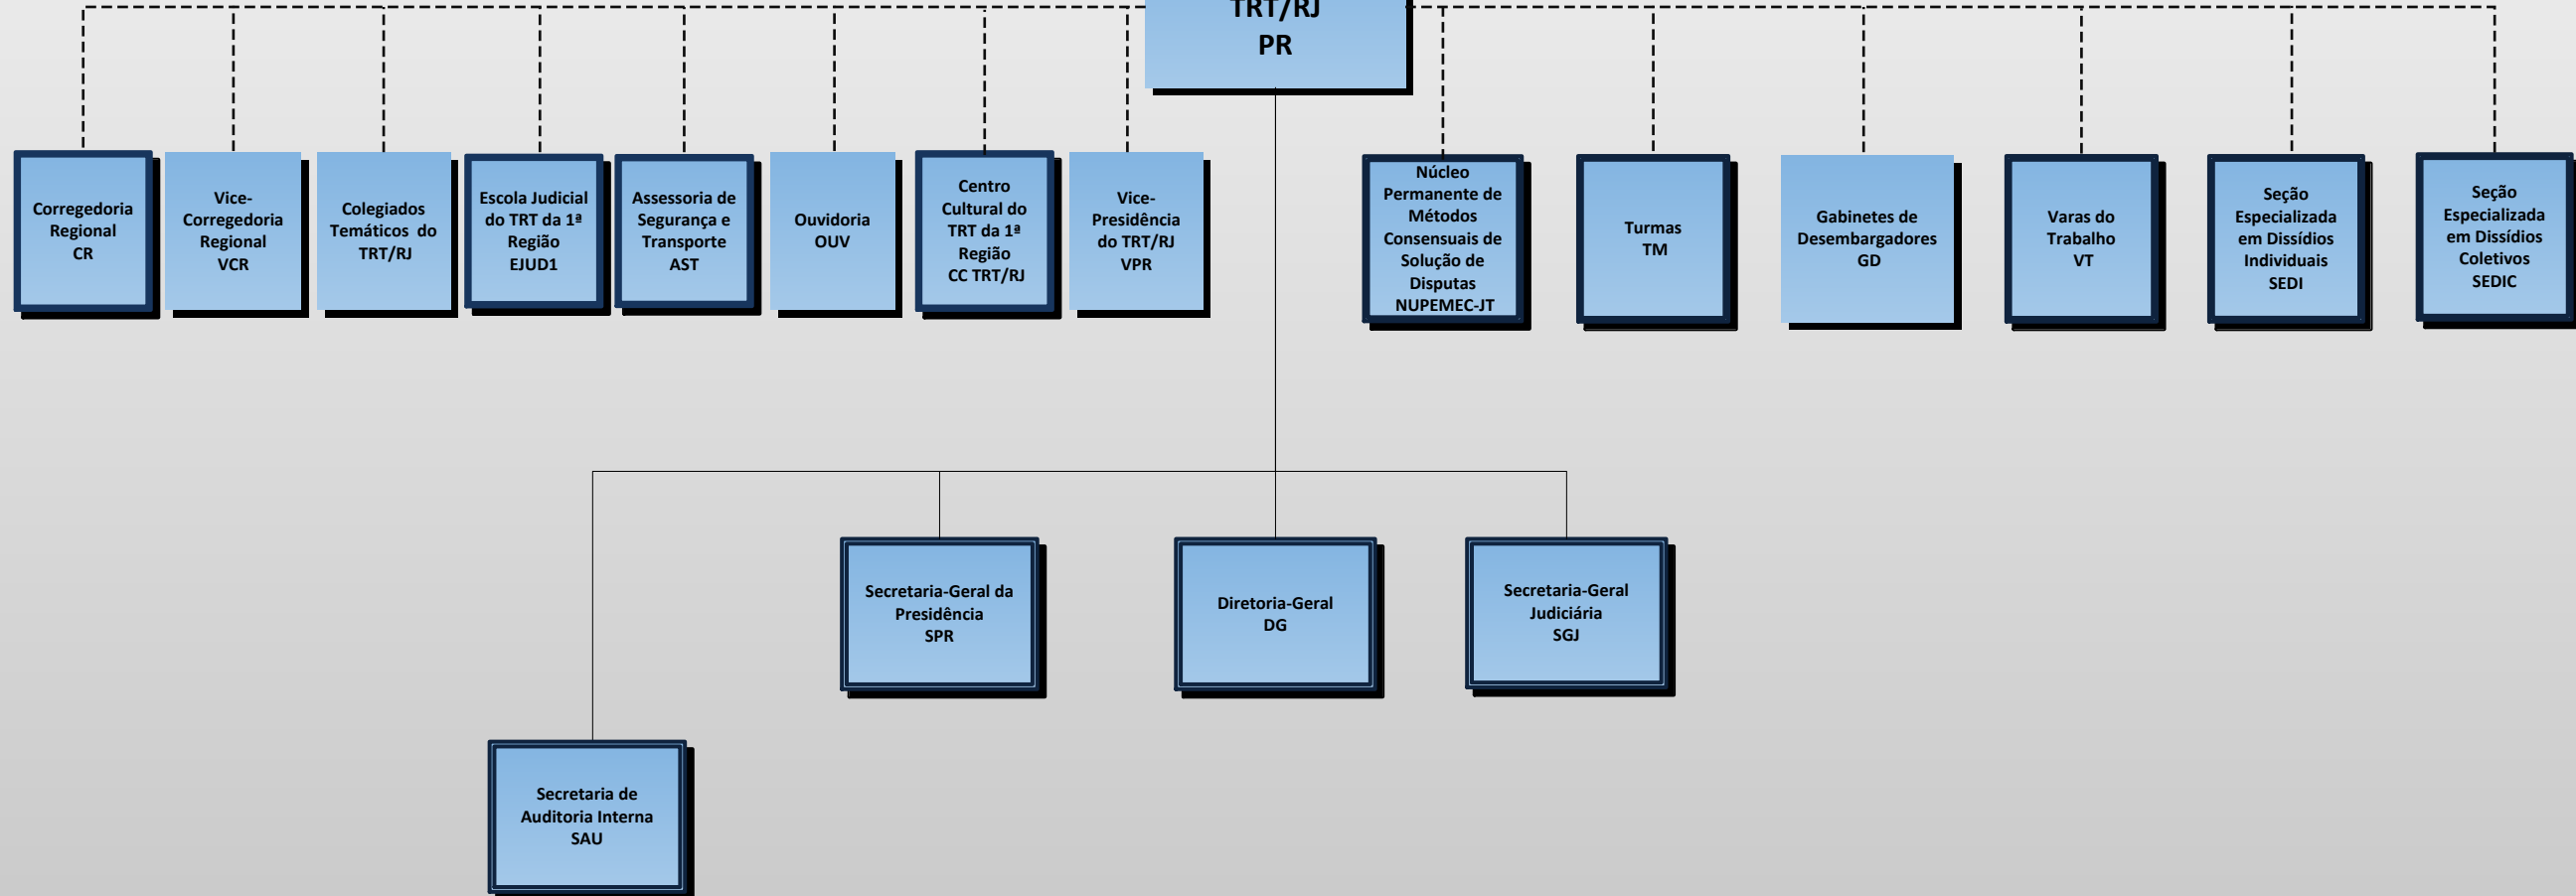 TRT/RJ
PR
Corregedoria
Regional
CR
Vice-
Corregedoria
Regional
VCR
Colegiados
Temáticos do
TRT/RJ
Escola Judicial
do TRT da 1ª
Região
EJUD1
Assessoria de
Segurança e
Transporte
AST
Ouvidoria
OUV
Centro
Cultural do
TRT da 1ª
Região
CC TRT/RJ
Vice-
Presidência
do TRT/RJ
VPR
Núcleo
Permanente de
Métodos
Consensuais de
Solução de
Disputas
NUPEMEC-JT
Turmas
TM
Gabinetes de
Desembargadores
GD
Varas do
Trabalho
VT
Seção
Especializada
em Dissídios
Individuais
SEDI
Seção
Especializada
em Dissídios
Coletivos
SEDIC
Secretaria-Geral da
Presidência
SPR
Diretoria-Geral
DG
Secretaria-Geral
Judiciária
SGJ
Secretaria de
Auditoria Interna
SAU